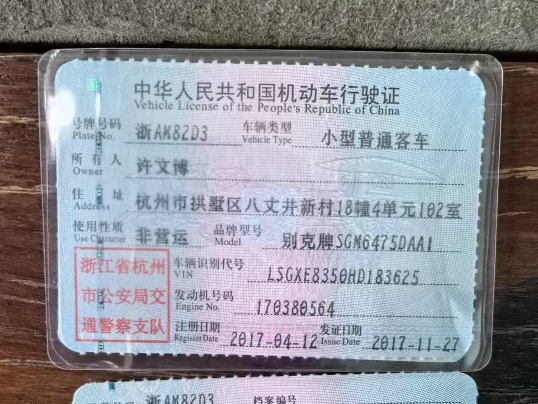 中华人民共和国机动车行驶证
Vehicle License of the People's Republic of China
号牌号码 浙AM82D3 车辆类型 小型普通客车
Plate No. Vehicle Type
所有人 许文博
Owner
住址 杭州市拱墅区八丈井新村18幢4单元102室
Address
使用性质 非营运 品牌型号 别克牌SGM6475DAA1
Use Character Model
浙江省杭州
市公安局交
通警察支队
车辆识别代号 LSGXE8350HD183625
VIN
发动机号码 170380564
Engine No.
注册日期 2017-04-12 发证日期 2017-11-27
Register Date Issue Date
浙AM82D3 档案编号